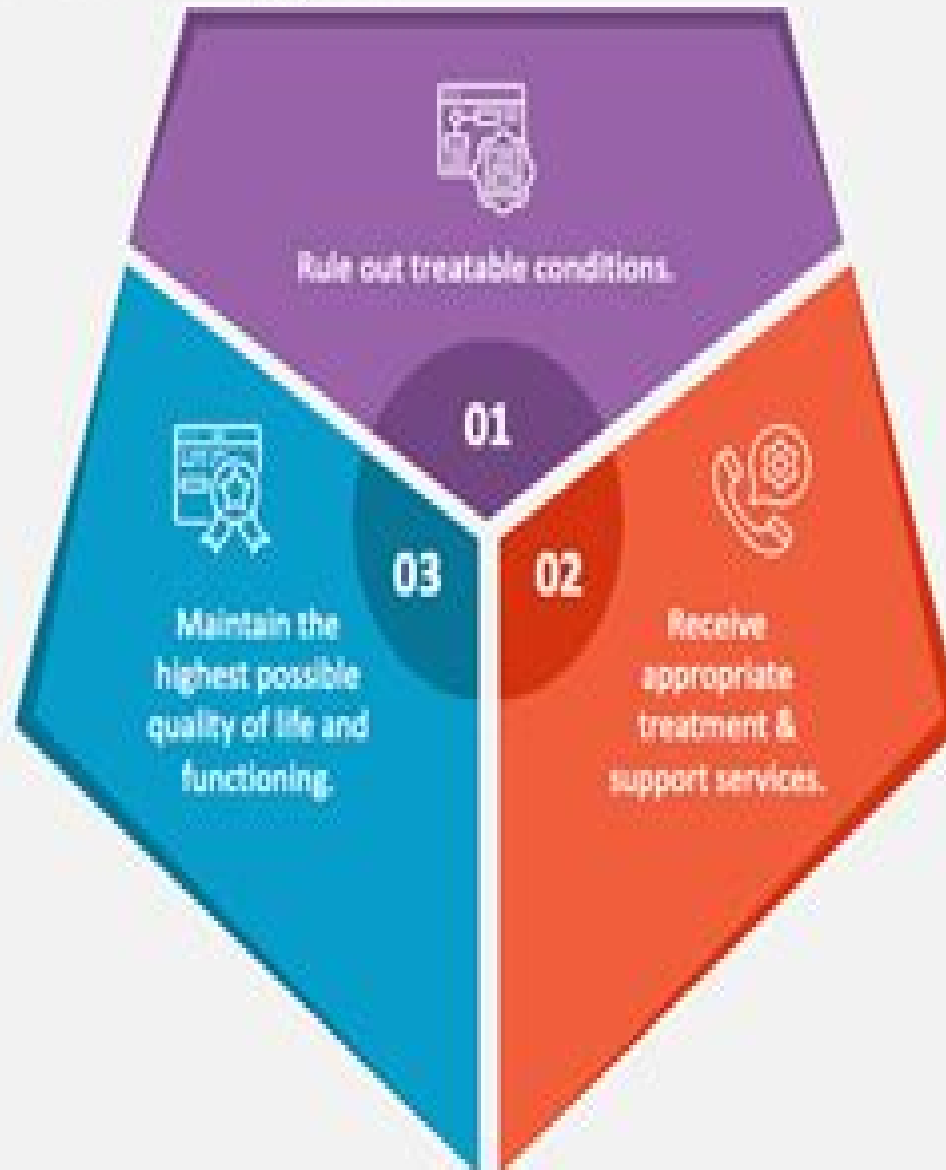 Rule out treatable conditions.
01
02
Receive
appropriate
treatment &
support services.
03
Maintain the
highest possible
quality of life and
functioning.